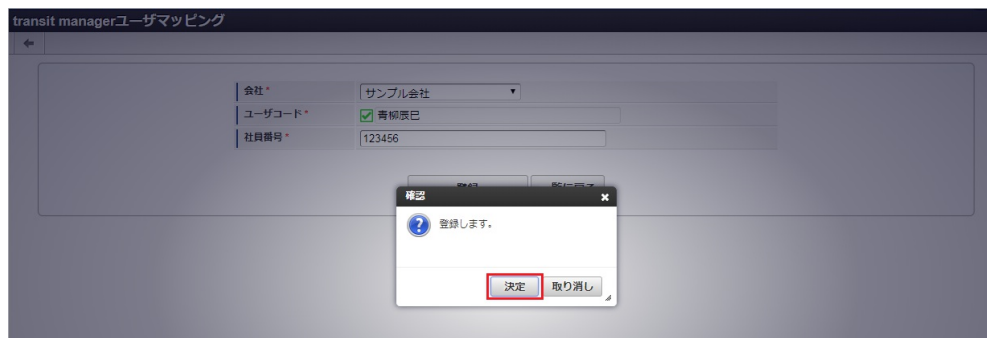 transit managerユーザマッピング
会社* サンプル会社
ユーザコード* 青柳辰巳
社員番号* 123456
確認
登録します。
決定 取り消し